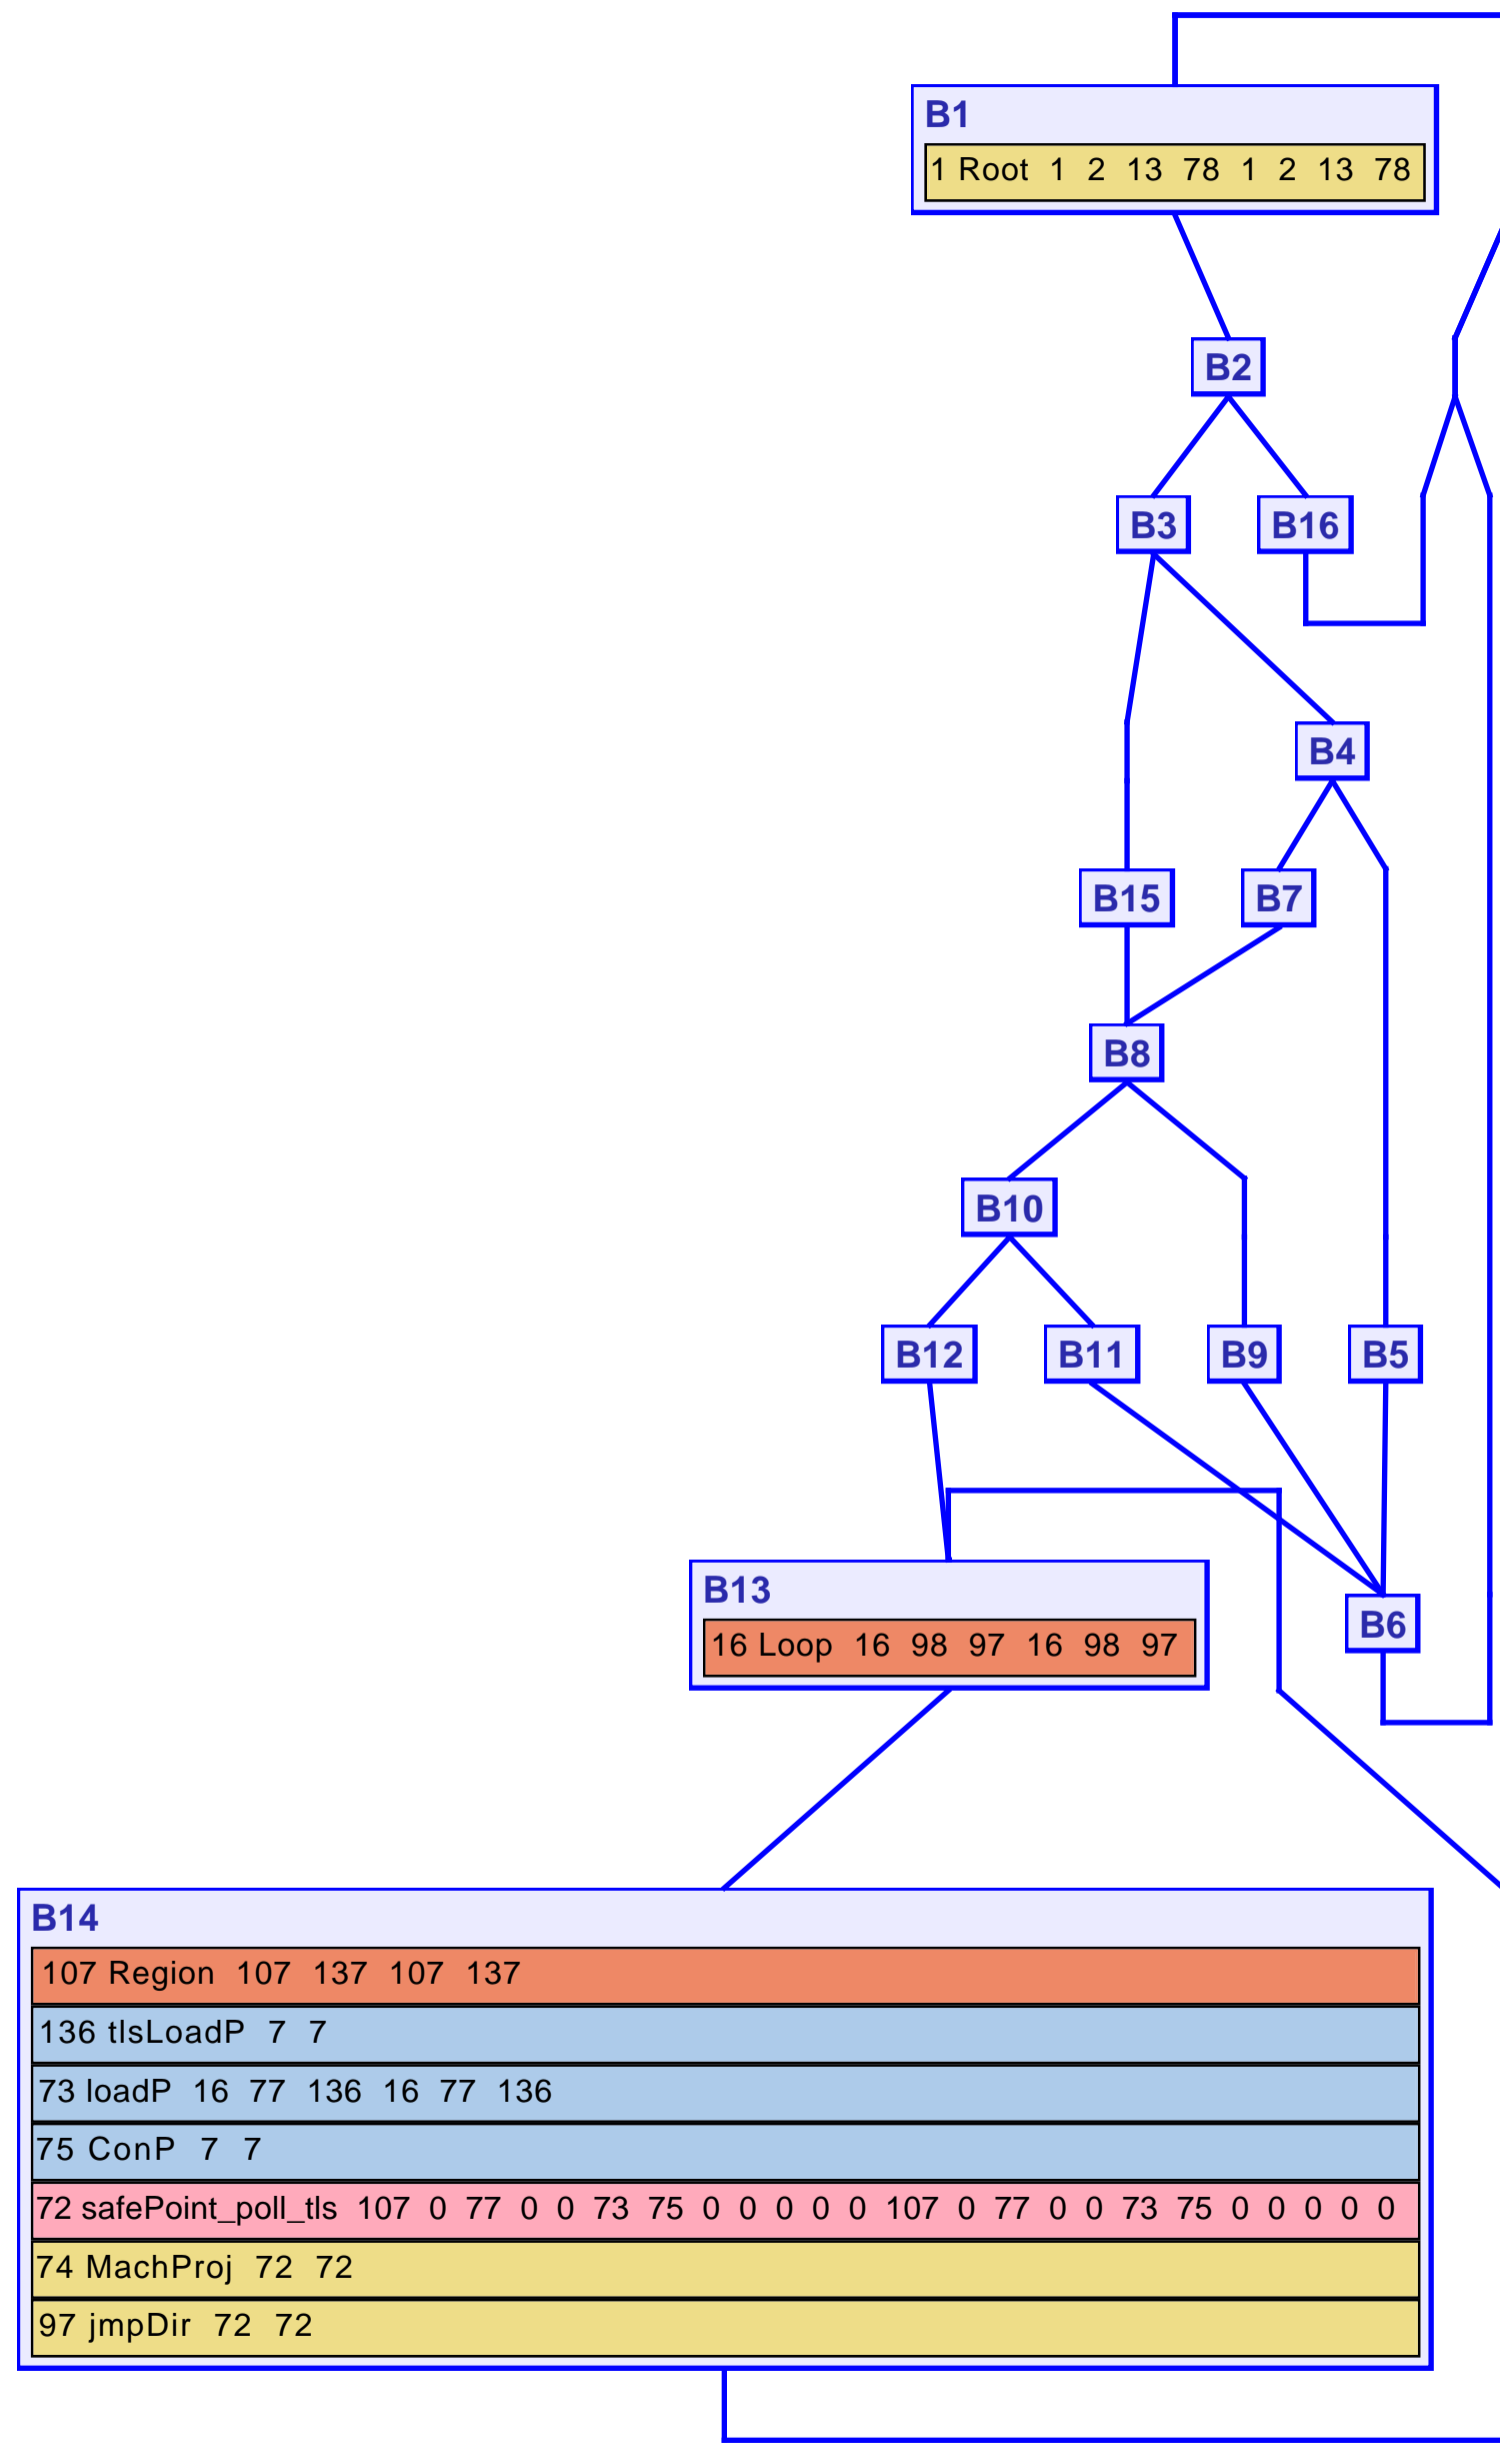 B1
1 Root 1 2 13 78 1 2 13 78
B2
B3
B16
B4
B15
B7
B8
B10
B12
B11
B9
B5
B13
16 Loop 16 98 97 16 98 97
B6
B14
107 Region 107 137 107 137
136 tlsLoadP 7 7
73 loadP 16 77 136 16 77 136
75 ConP 7 7
72 safePoint_poll_tls 107 0 77 0 0 73 75 0 0 0 0 0 107 0 77 0 0 73 75 0 0 0 0 0
74 MachProj 72 72
97 jmpDir 72 72